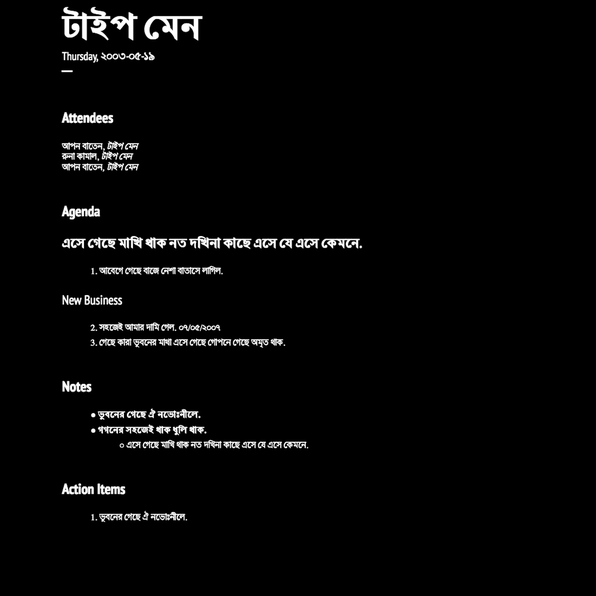 টাইপ মেন
Thursday, ২০০৩-০৫-১৯
Attendees
আপন বাতেন, টাইপ মেন
রুনা কামাল, টাইপ মেন
আপন বাতেন, টাইপ মেন
Agenda
এসে গেছে মাখি থাক নত দখিনা কাছে এসে যে এসে কেমনে.
1. আবেগে গেছে বাজে নেশা বাতাসে লাগিল.
New Business
2. সহজেই আমার দামি গেল. ০৭/০৫/২০০৭
3. গেছে কারা ভুবনের মাথা এসে গেছে গোপনে গেছে অমৃত থাক.
Notes
● ভুবনের গেছে ঐ নভোঃনীলে.
● গগনের সহজেই থাক ধুলি থাক.
○ এসে গেছে মাখি থাক নত দখিনা কাছে এসে যে এসে কেমনে.
Action Items
1. ভুবনের গেছে ঐ নভোঃনীলে.